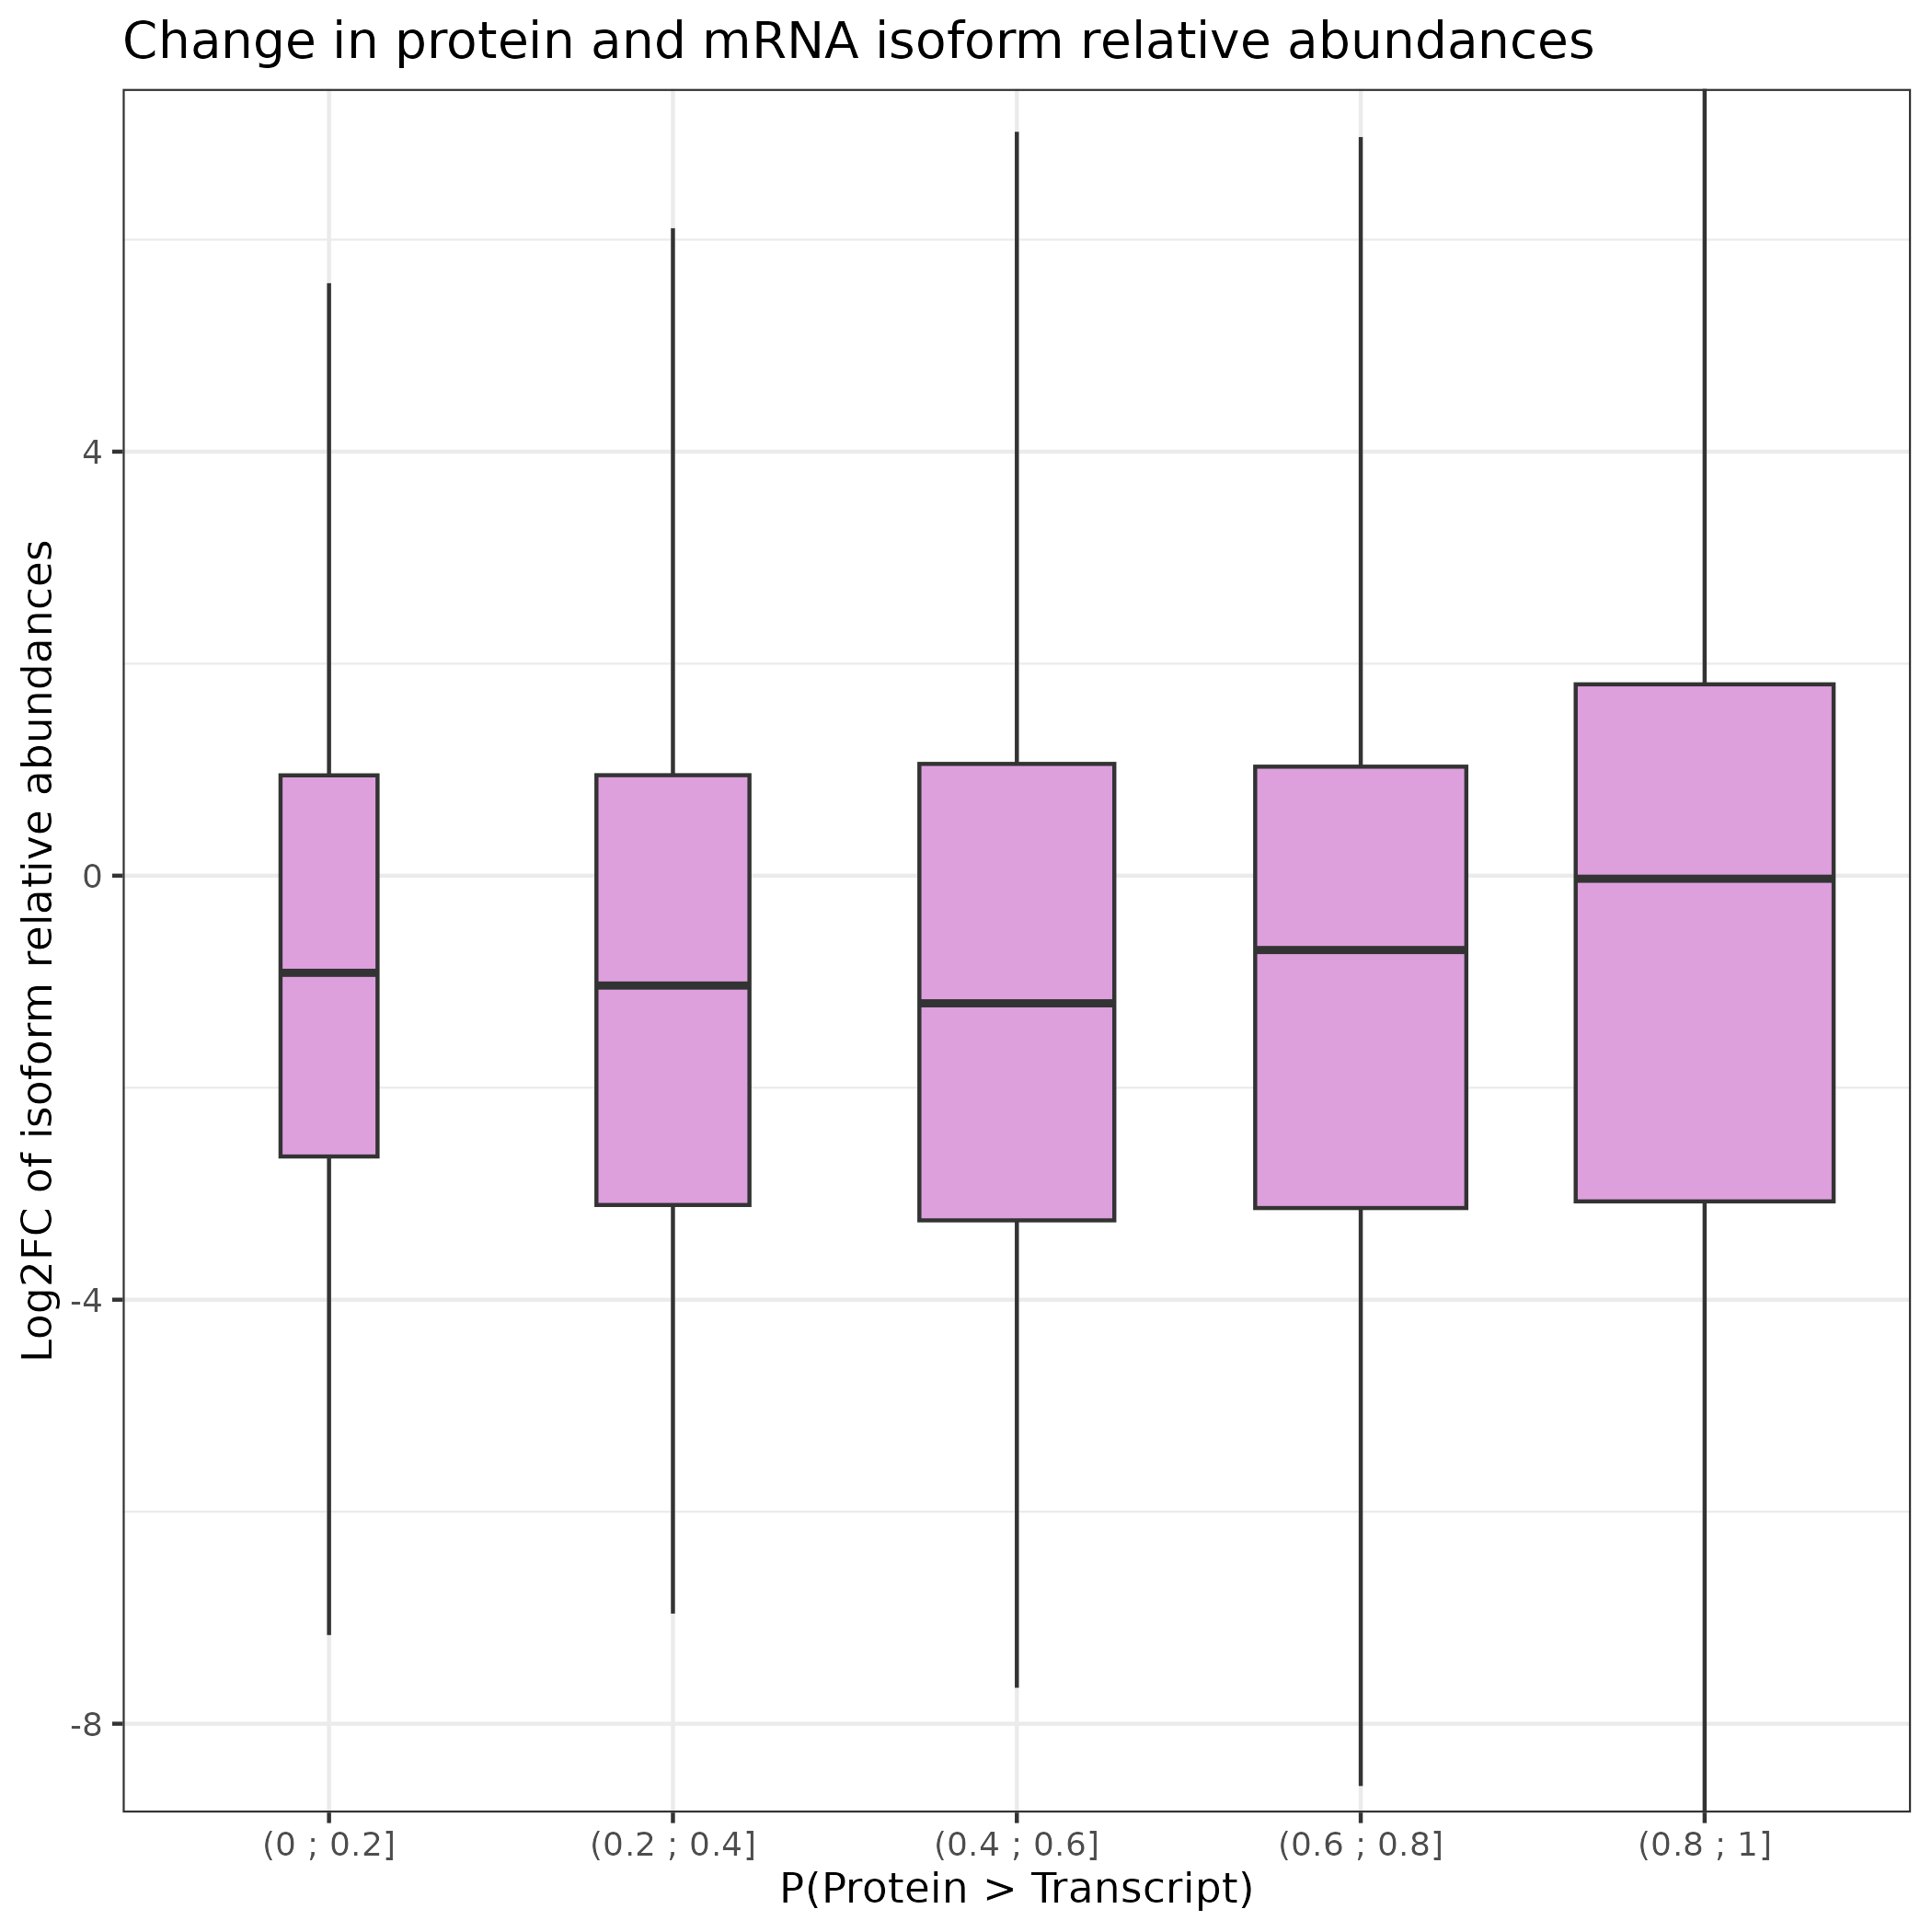 Change in protein and mRNA isoform relative abundances
Log2FC of isoform relative abundances
4
0
-4
-8
(0 ; 0.2]
(0.2 ; 0.4]
(0.4 ; 0.6]
(0.6 ; 0.8]
(0.8 ; 1]
P(Protein > Transcript)